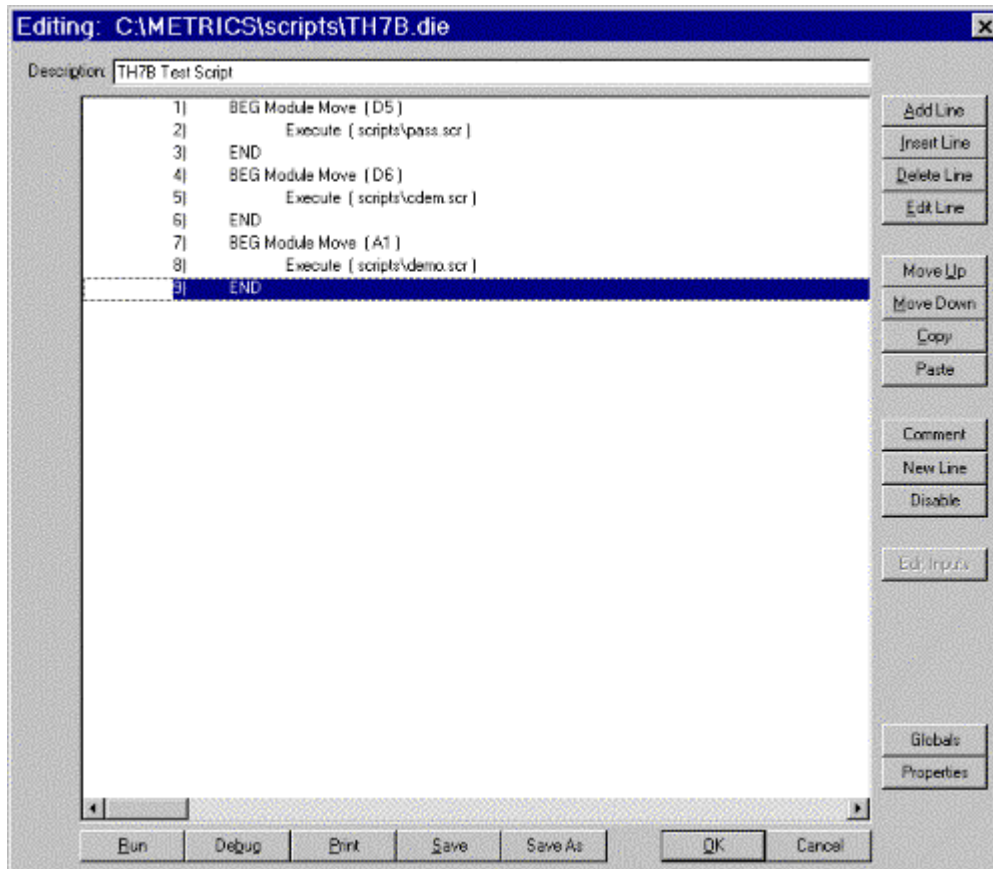 Editing: C:\METRICS\scripts\TH7B.die
Description: TH7B Test Script
1) BEG Module Move ( D5 )
2) Execute ( scripts\pass.scr )
3) END
4) BEG Module Move ( D6 )
5) Execute ( scripts\cdem.scr )
6) END
7) BEG Module Move ( A1 )
8) Execute ( scripts\demo.scr )
9) END
Add Line
Insert Line
Delete Line
Edit Line
Move Up
Move Down
Copy
Paste
Comment
New Line
Disable
Edit Inputs
Globals
Properties
Run Debug Print Save Save As OK Cancel